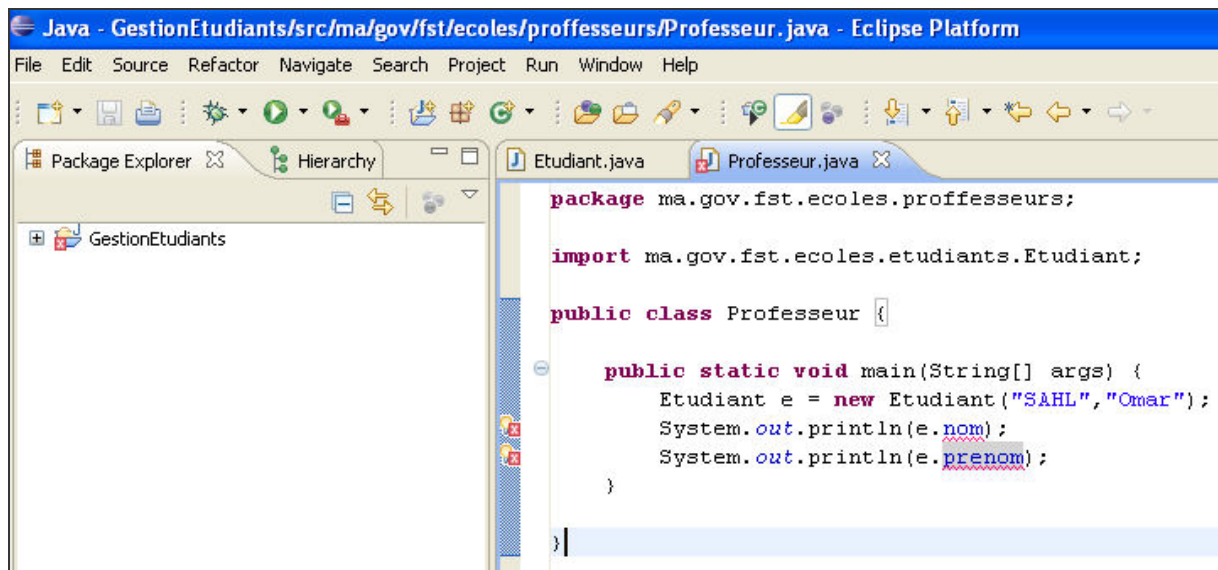 Java - GestionEtudiants/src/ma/gov/fst/ecoles/proffesseurs/Professeur.java - Eclipse Platform
File Edit Source Refactor Navigate Search Project Run Window Help
Package Explorer Hierarchy
Etudiant.java Professeur.java
GestionEtudiants
package ma.gov.fst.ecoles.proffesseurs;
import ma.gov.fst.ecoles.etudiants.Etudiant;
public class Professeur {
public static void main(String[] args) {
Etudiant e = new Etudiant("SAHL","Omar");
System.out.println(e.nom);
System.out.println(e.prenom);
}
}